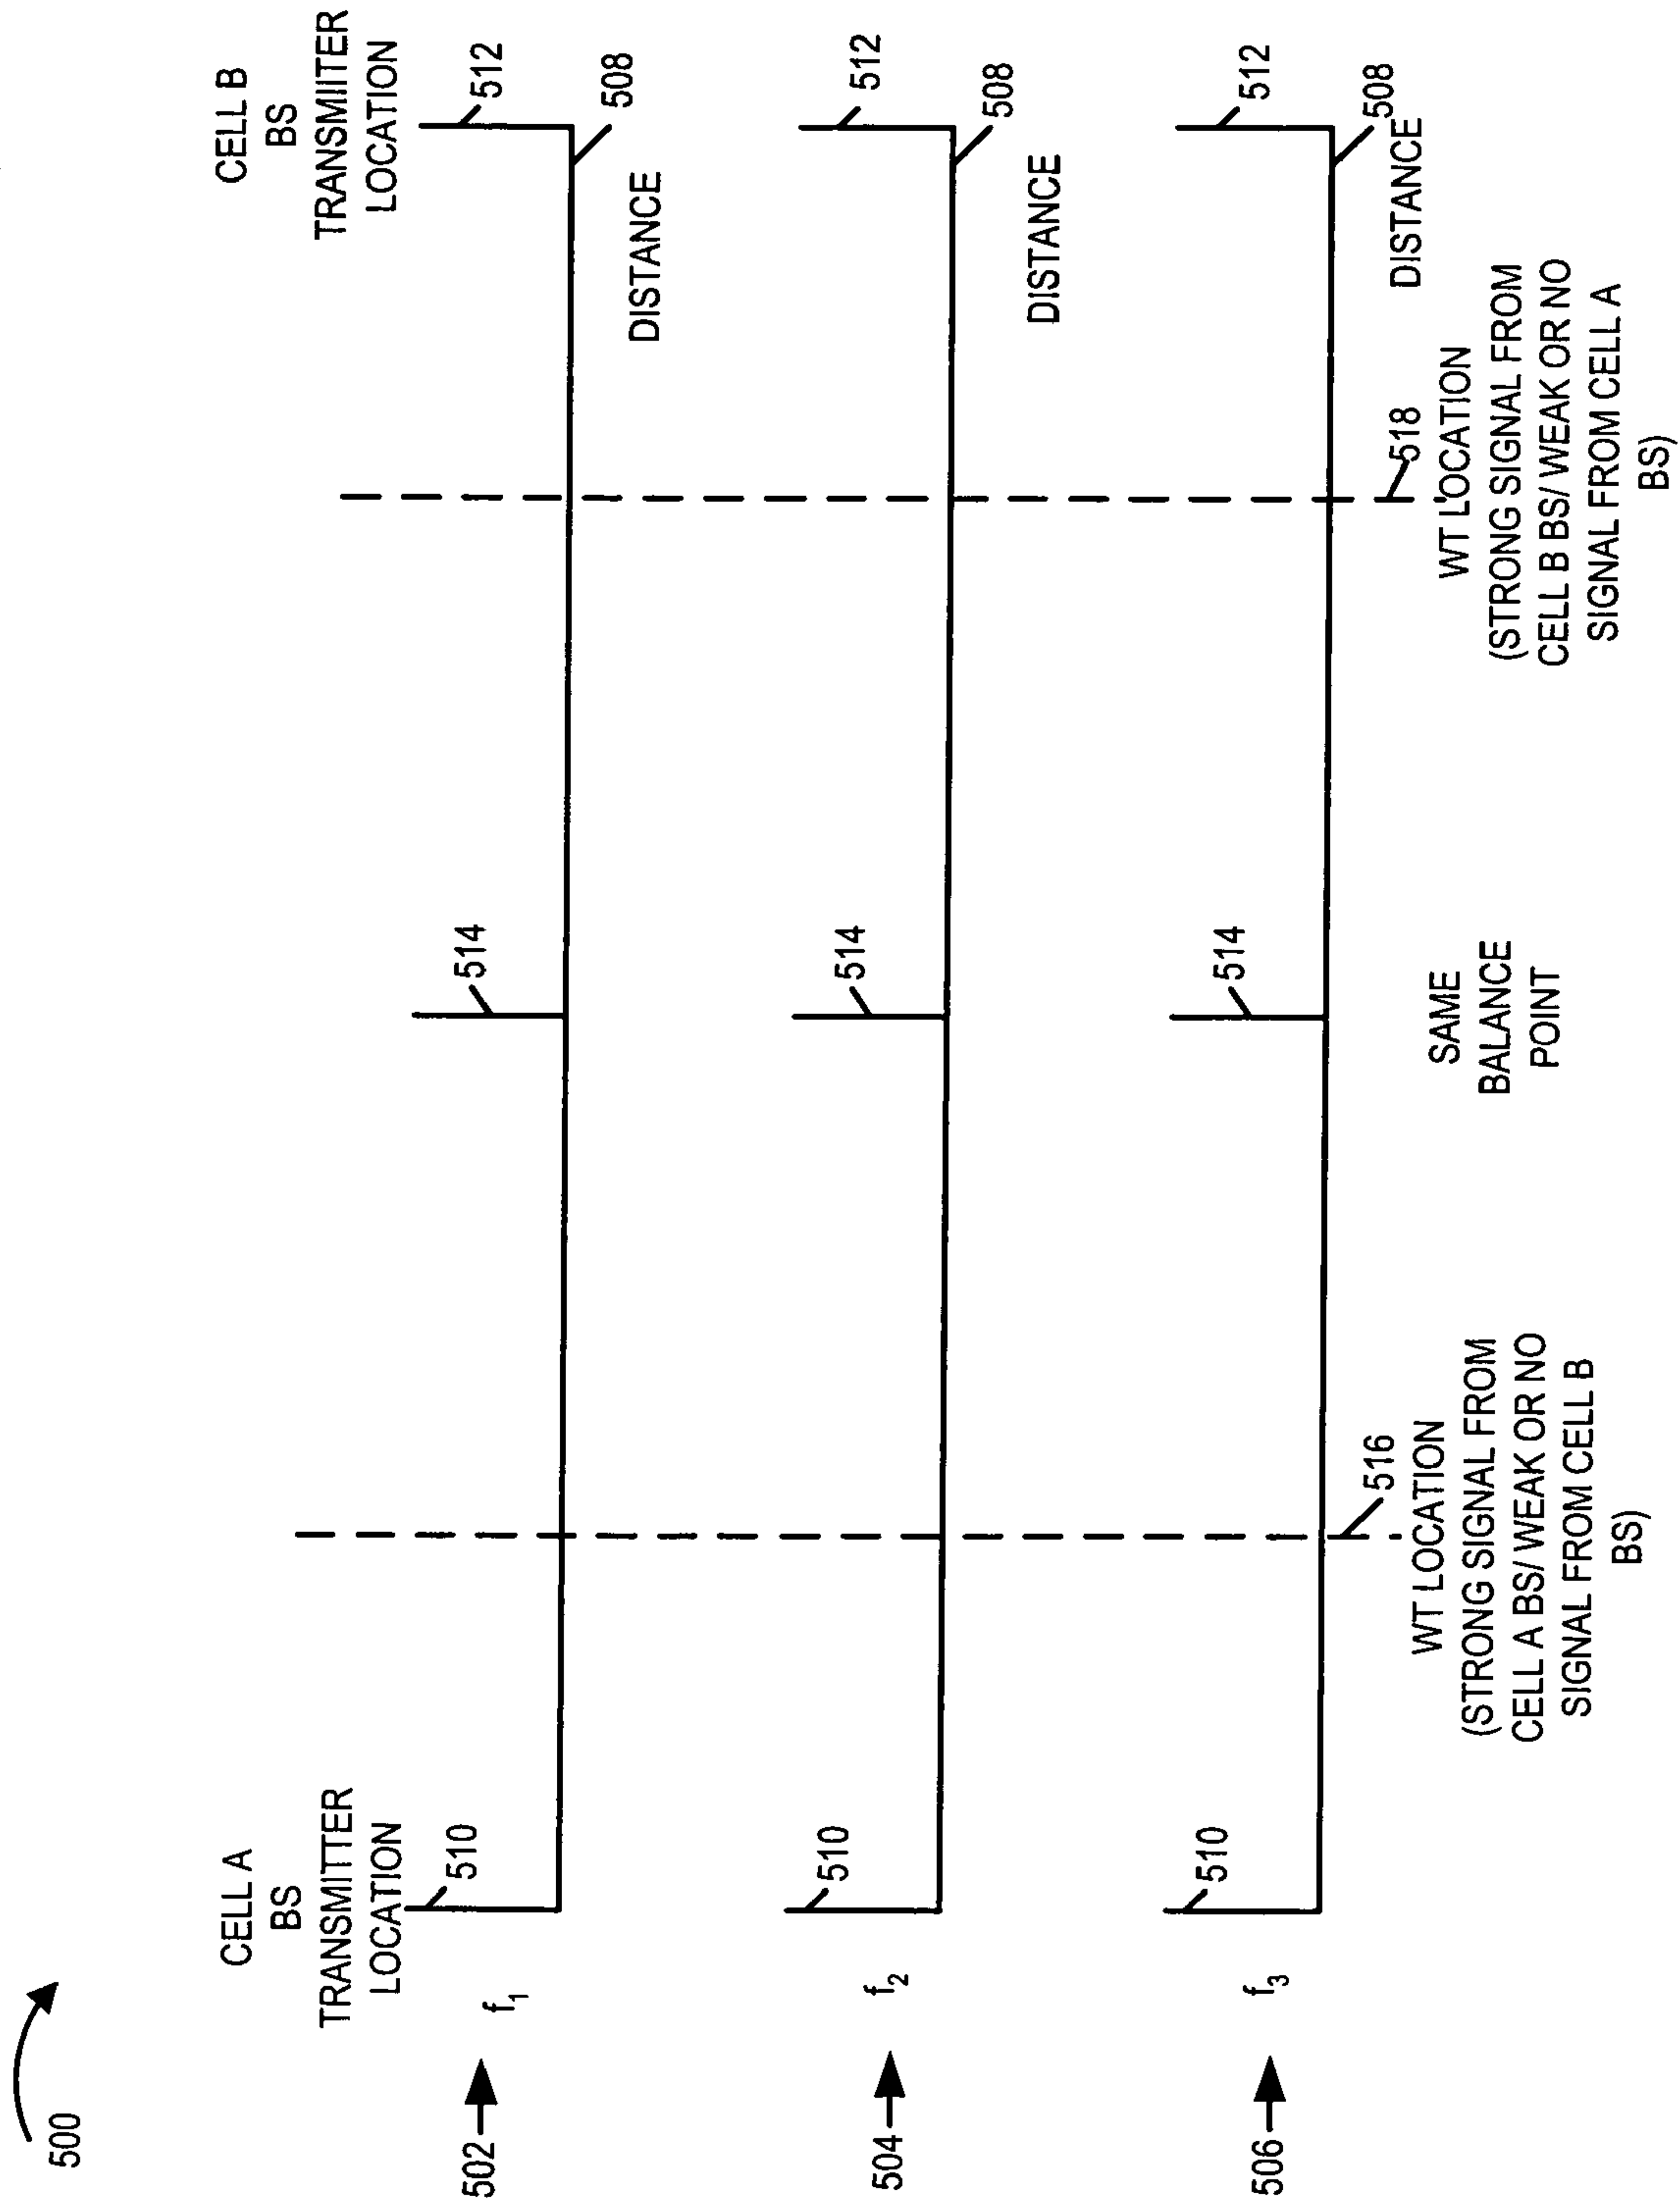 500
CELL A
BS
TRANSMITTER
LOCATION
CELL B
BS
TRANSMIITER
LOCATION
502
f1
510
514
512
508
DISTANCE
504
f2
510
514
512
508
DISTANCE
506
f3
510
514
512
508
DISTANCE
516
WT LOCATION
(STRONG SIGNAL FROM
CELL A BS/ WEAK OR NO
SIGNAL FROM CELL B
BS)
SAME
BALANCE
POINT
518
WT LOCATION
(STRONG SIGNAL FROM
CELL B BS/ WEAK OR NO
SIGNAL FROM CELL A
BS)